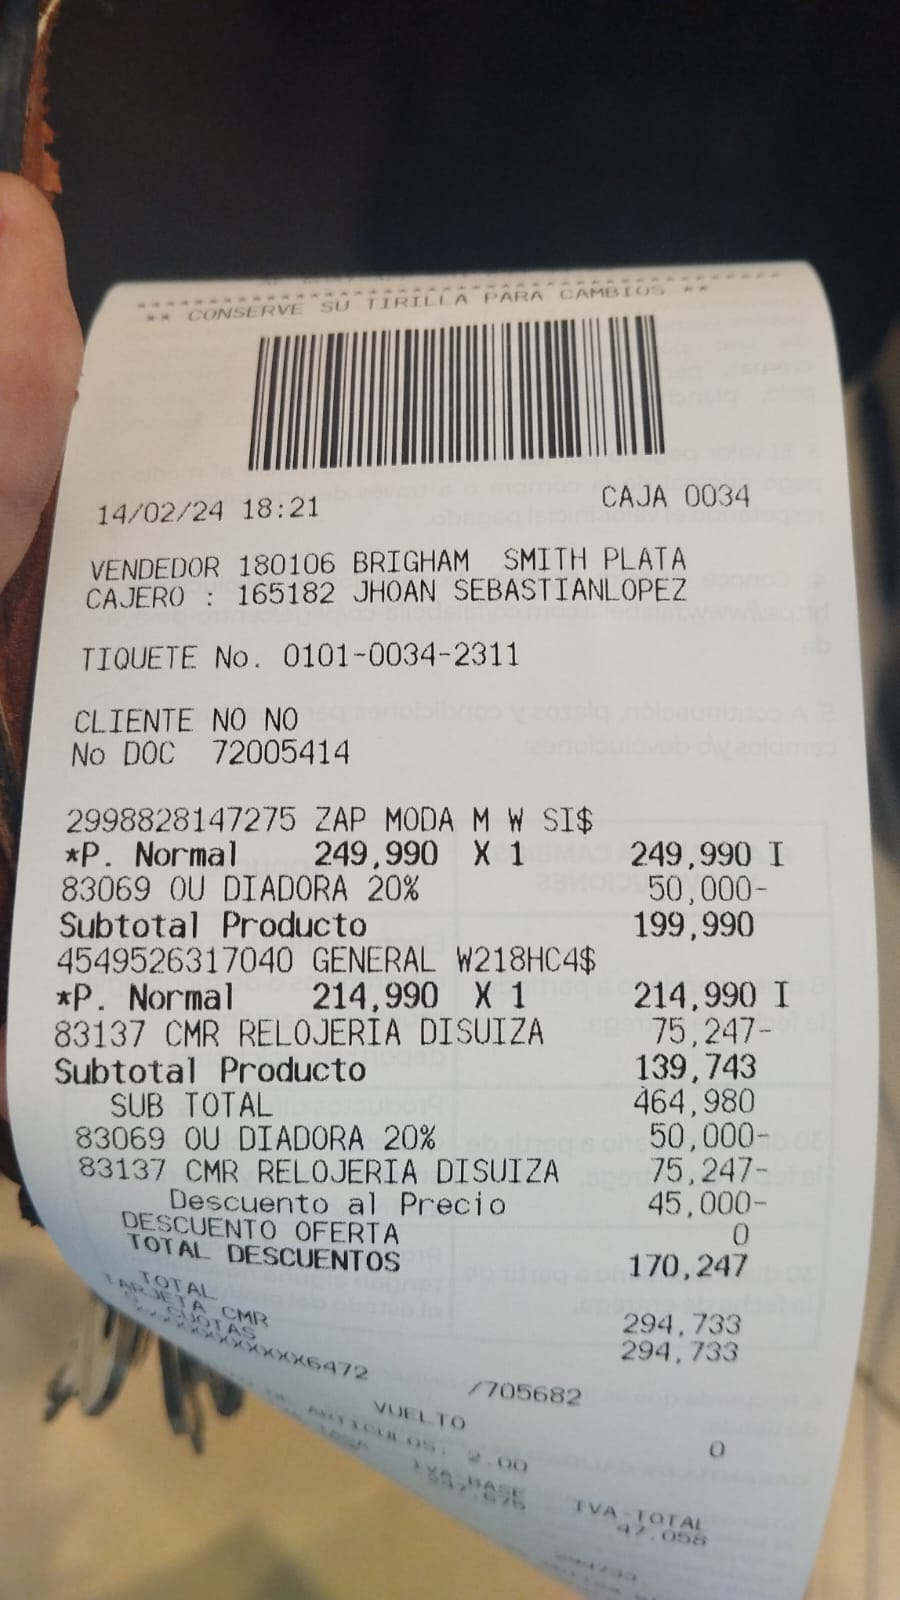 ** CONSERVE SU TIRILLA PARA CAMBIOS **
14/02/24 18:21 CAJA 0034
VENDEDOR 180106 BRIGHAM SMITH PLATA
CAJERO : 165182 JHOAN SEBASTIANLOPEZ
TIQUETE No. 0101-0034-2311
CLIENTE NO NO
No DOC 72005414
2998828147275 ZAP MODA M W SI$
*P. Normal 249,990 X 1 249,990 I
83069 OU DIADORA 20% 50,000-
Subtotal Producto 199,990
4549526317040 GENERAL W218HC4$
*P. Normal 214,990 X 1 214,990 I
83137 CMR RELOJERIA DISUIZA 75,247-
Subtotal Producto 139,743
SUB TOTAL 464,980
83069 OU DIADORA 20% 50,000-
83137 CMR RELOJERIA DISUIZA 75,247-
Descuento al Precio 45,000-
DESCUENTO OFERTA 0
TOTAL DESCUENTOS 170,247
TOTAL 294,733
TARJETA CMR 294,733
CUOTAS
XXXXXXXXXXXX6472 /705682
VUELTO 0
ARTICULOS: 2.00
IVA-BASE IVA-TOTAL
247.675 47.058